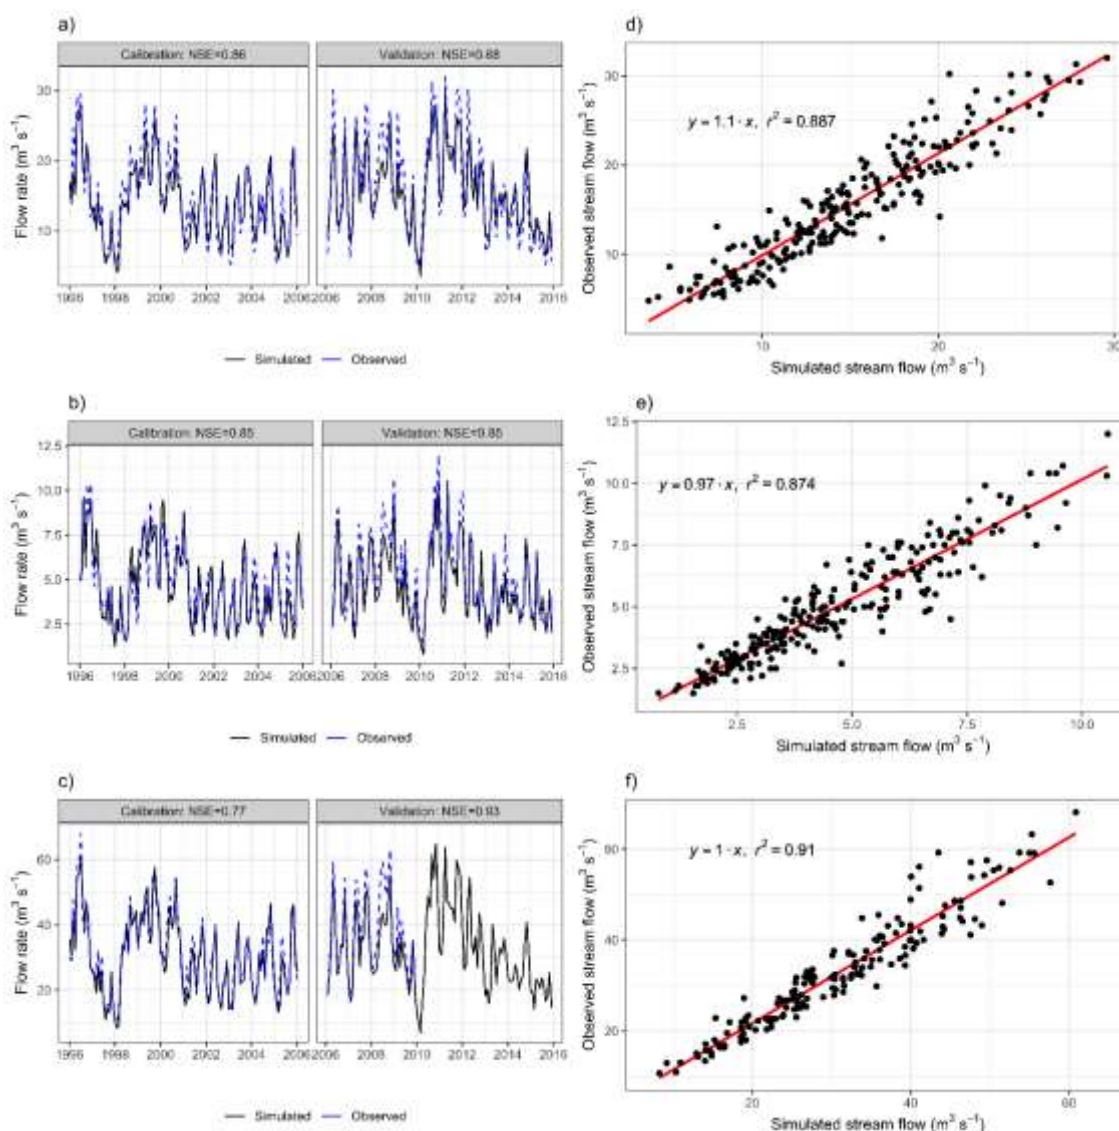 a)
Calibration: NSE=0.86
Validation: NSE=0.88
Flow rate (m³ s⁻¹)
30
20
10
1996
1998
2000
2002
2004
2006
2006
2008
2010
2012
2014
2016
Simulated
Observed
d)
y = 1.1 · x, r² = 0.887
Observed stream flow (m³ s⁻¹)
30
20
10
10
20
30
Simulated stream flow (m³ s⁻¹)
b)
Calibration: NSE=0.85
Validation: NSE=0.85
Flow rate (m³ s⁻¹)
12.5
10.0
7.5
5.0
2.5
1996
1998
2000
2002
2004
2006
2006
2008
2010
2012
2014
2016
Simulated
Observed
e)
y = 0.97 · x, r² = 0.874
Observed stream flow (m³ s⁻¹)
12.5
10.0
7.5
5.0
2.5
2.5
5.0
7.5
10.0
Simulated stream flow (m³ s⁻¹)
c)
Calibration: NSE=0.77
Validation: NSE=0.93
Flow rate (m³ s⁻¹)
60
40
20
1996
1998
2000
2002
2004
2006
2006
2008
2010
2012
2014
2016
Simulated
Observed
f)
y = 1 · x, r² = 0.91
Observed stream flow (m³ s⁻¹)
60
40
20
20
40
60
Simulated stream flow (m³ s⁻¹)